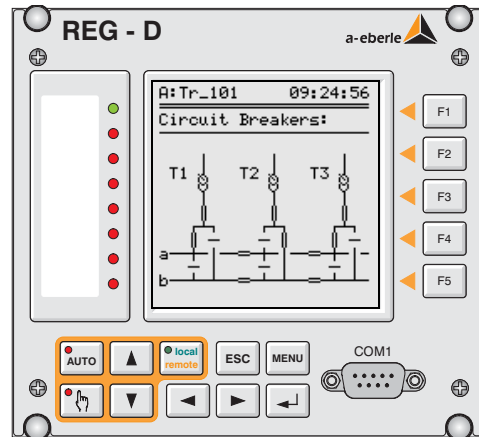 REG - D
a-eberle
A:Tr_101 09:24:56
Circuit Breakers:
T1 T2 T3
a
b
F1
F2
F3
F4
F5
AUTO
local
remote
ESC
MENU
COM1